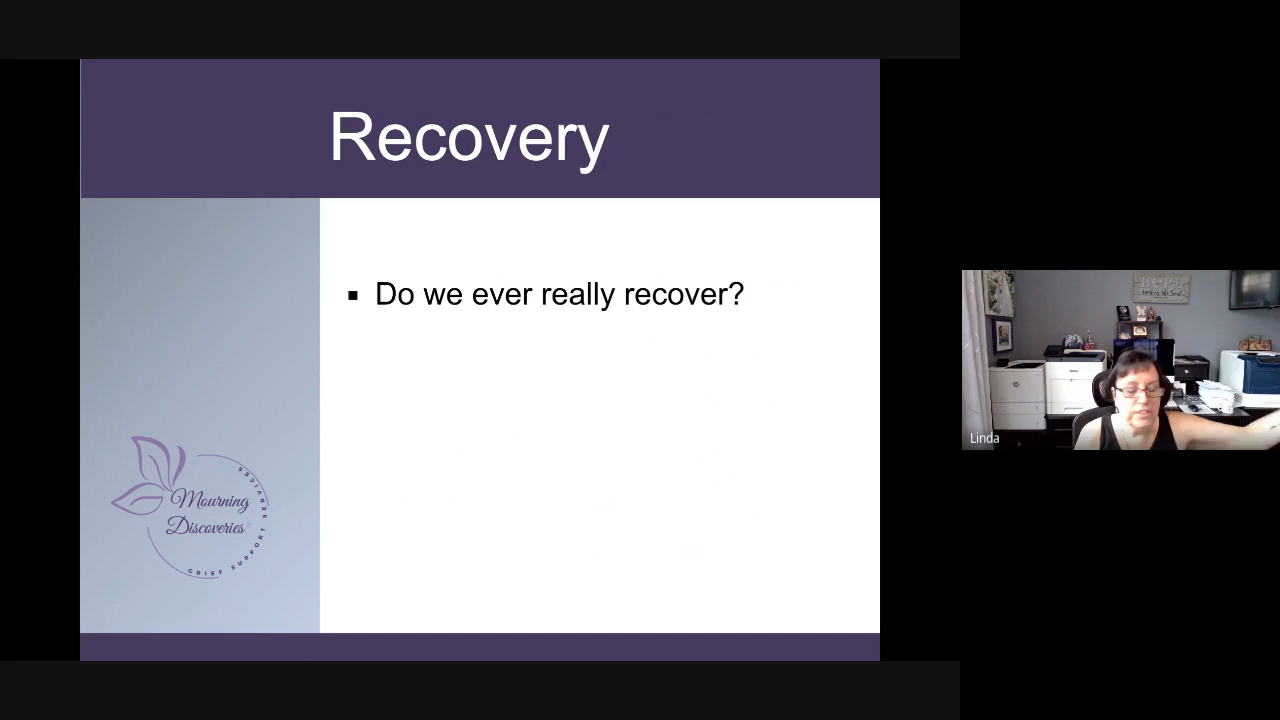 Recovery
▪ Do we ever really recover?
Mourning
Discoveries
GRIEF SUPPORT SERVICES
Linda